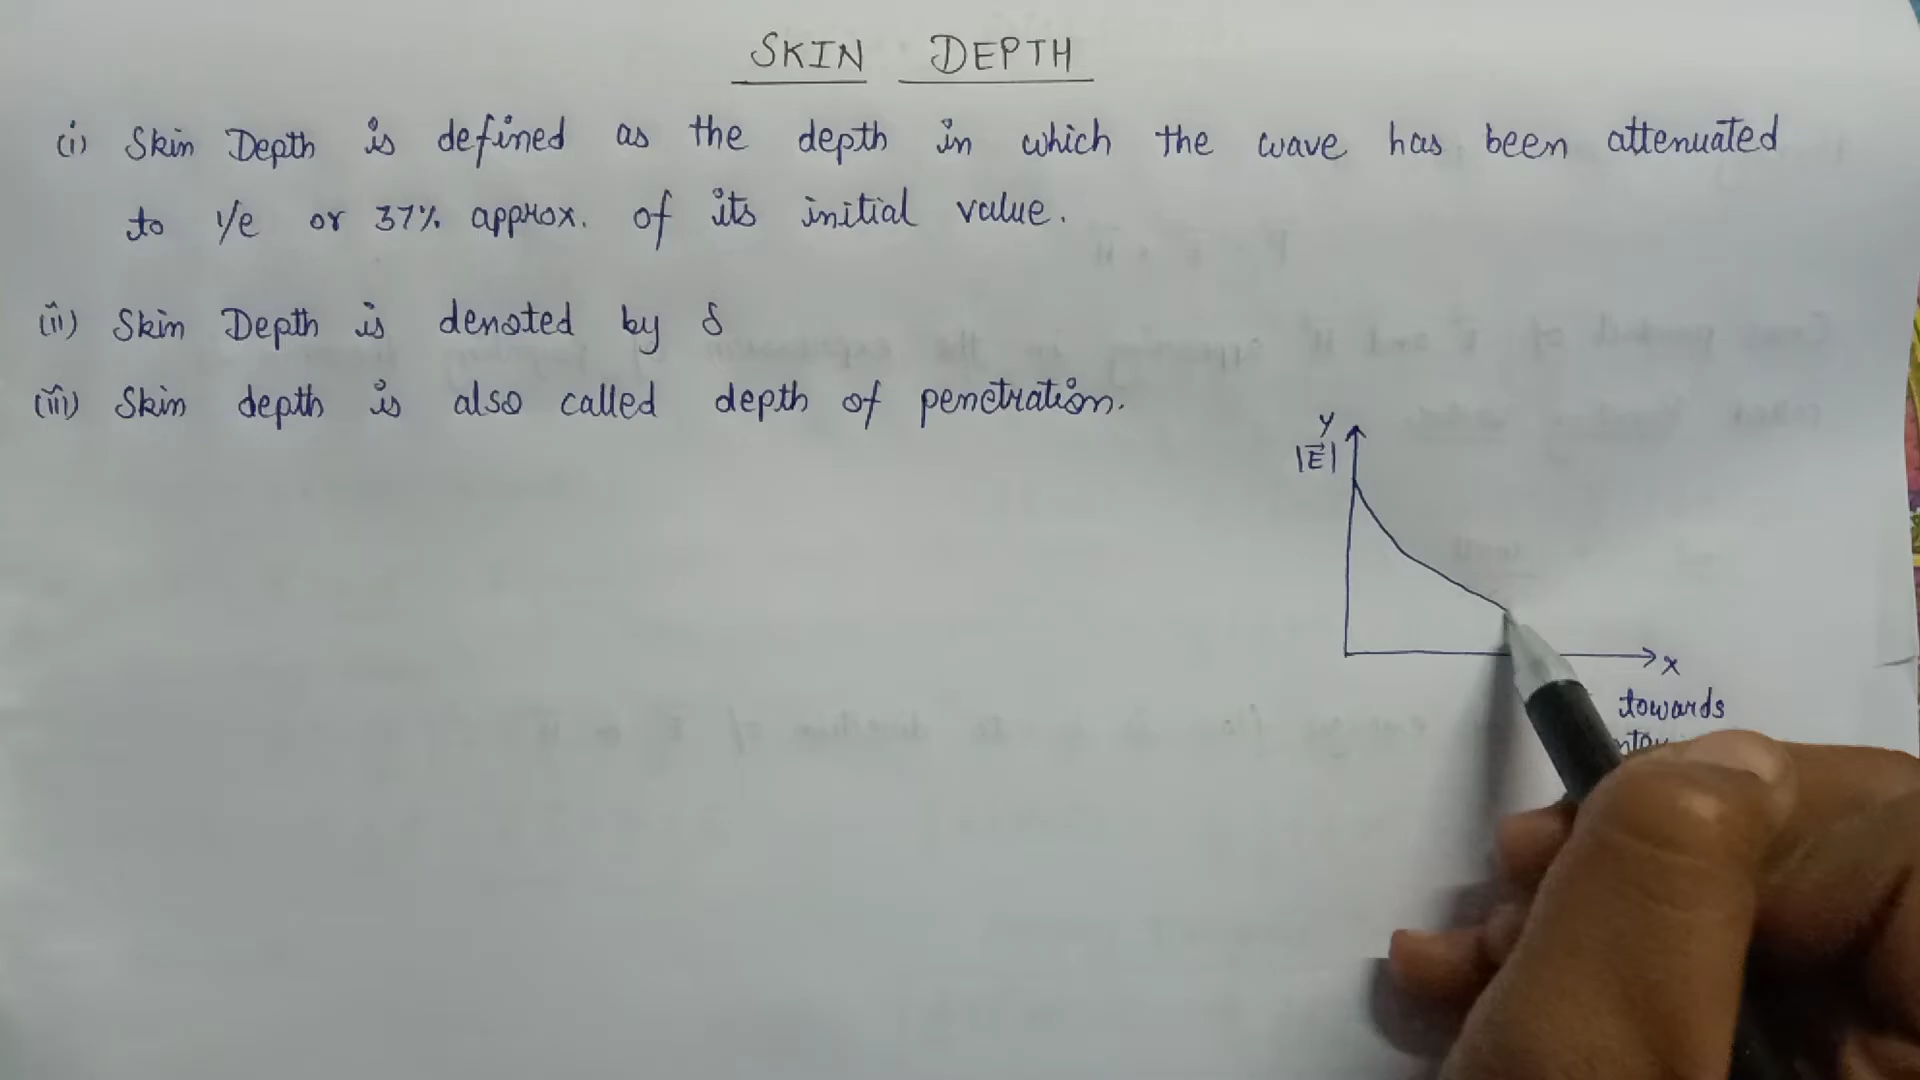 SKIN DEPTH
(i) Skin Depth is defined as the depth in which the wave has been attenuated
to 1/e or 37% approx. of its initial value.
(ii) Skin Depth is denoted by δ
(iii) Skin depth is also called depth of penetration.
y
|E⃗|
x
towards